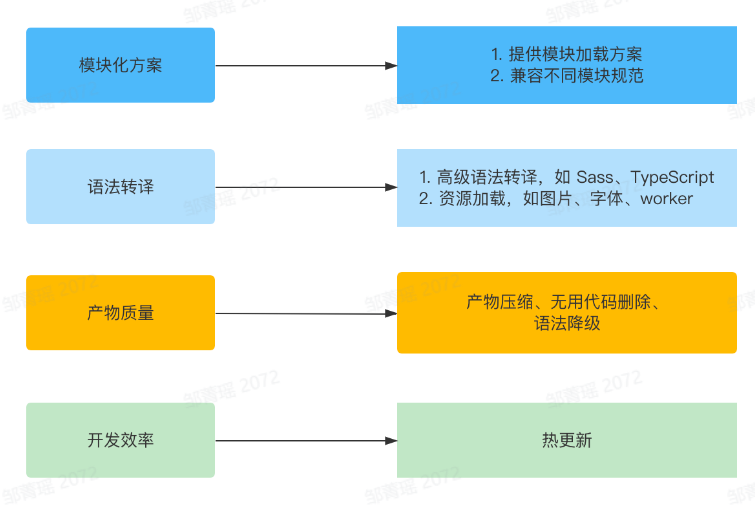 模块化方案
1. 提供模块加载方案
2. 兼容不同模块规范
语法转译
1. 高级语法转译，如 Sass、TypeScript
2. 资源加载，如图片、字体、worker
产物质量
产物压缩、无用代码删除、
语法降级
开发效率
热更新
邹菁瑶 2072